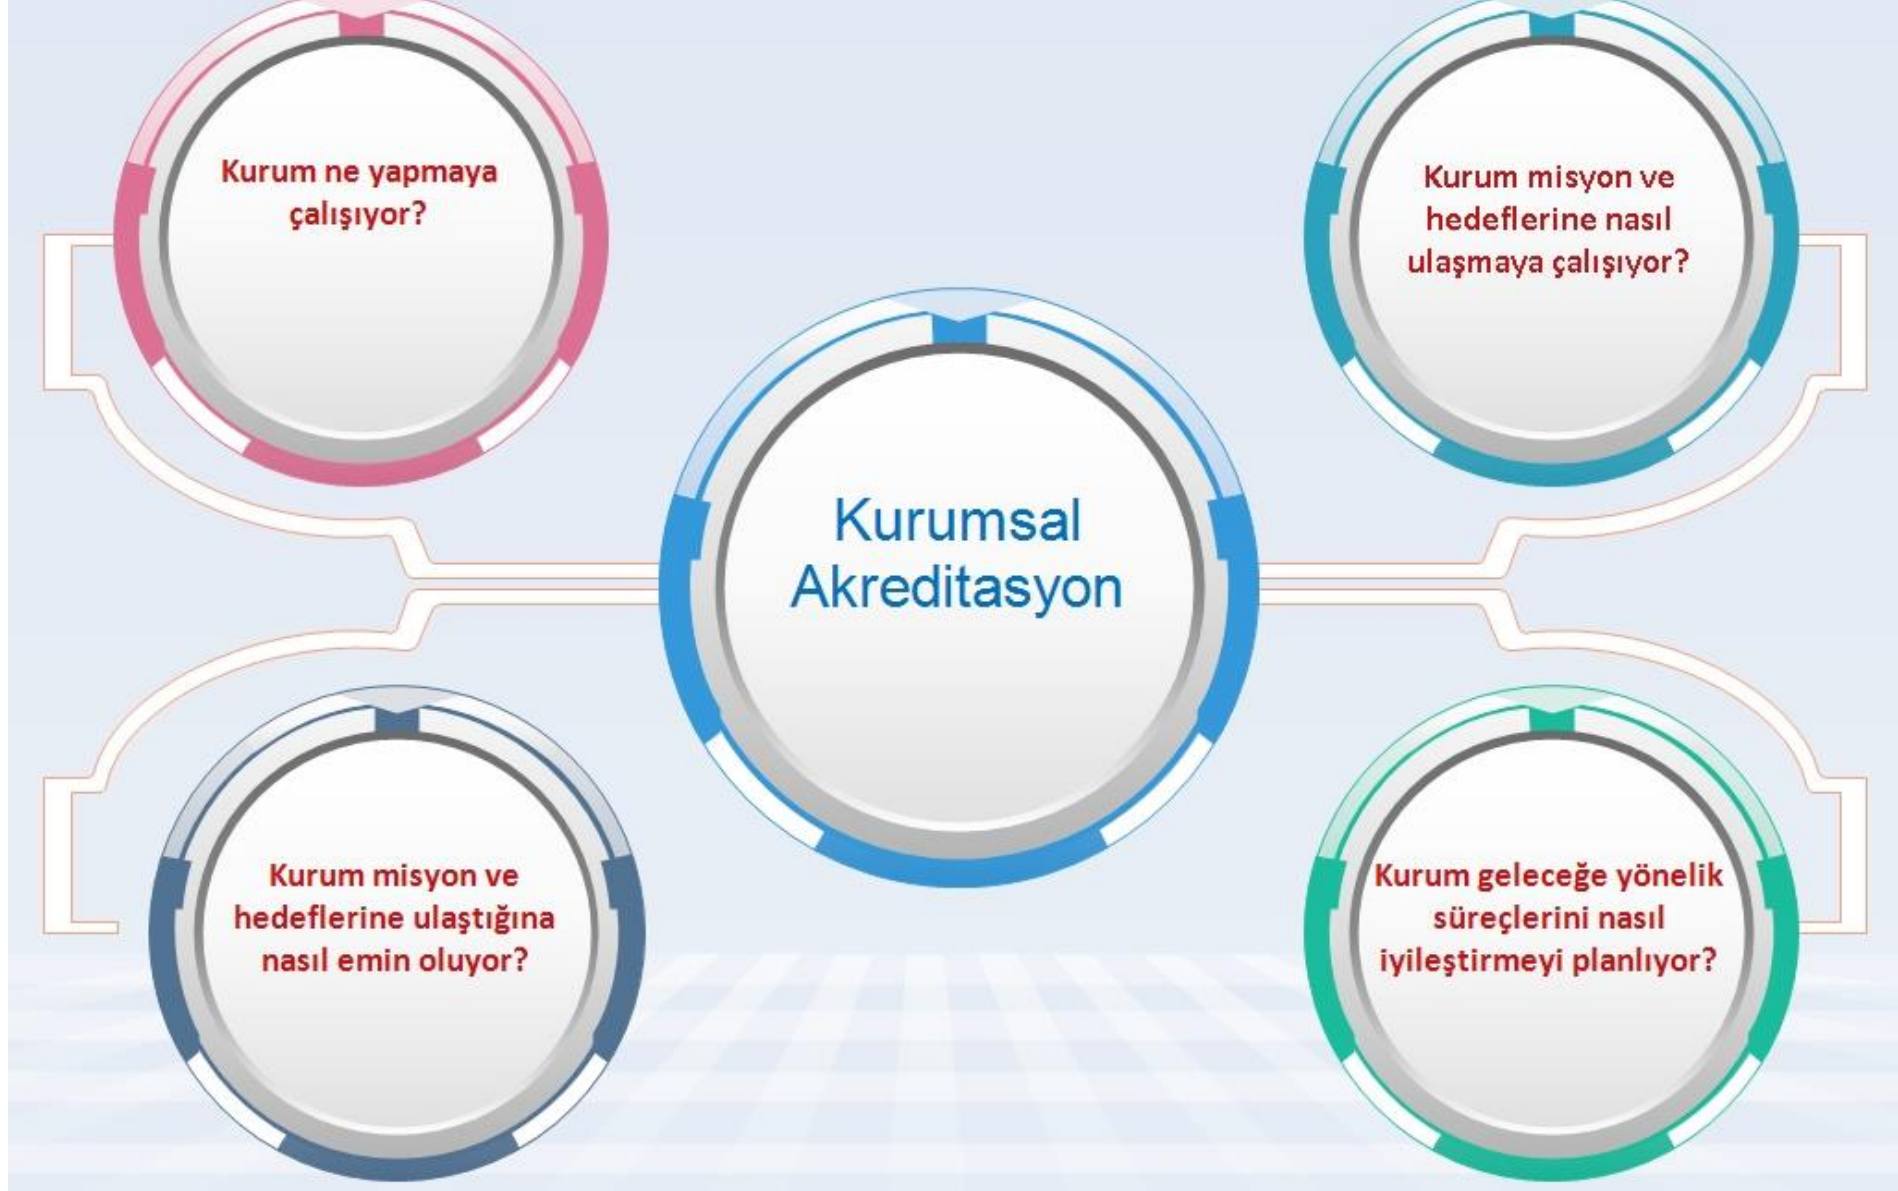 Kurum ne yapmaya
çalışıyor?
Kurum misyon ve
hedeflerine nasıl
ulaşmaya çalışıyor?
Kurumsal
Akreditasyon
Kurum misyon ve
hedeflerine ulaştığına
nasıl emin oluyor?
Kurum geleceğe yönelik
süreçlerini nasıl
iyileştirmeyi planlıyor?